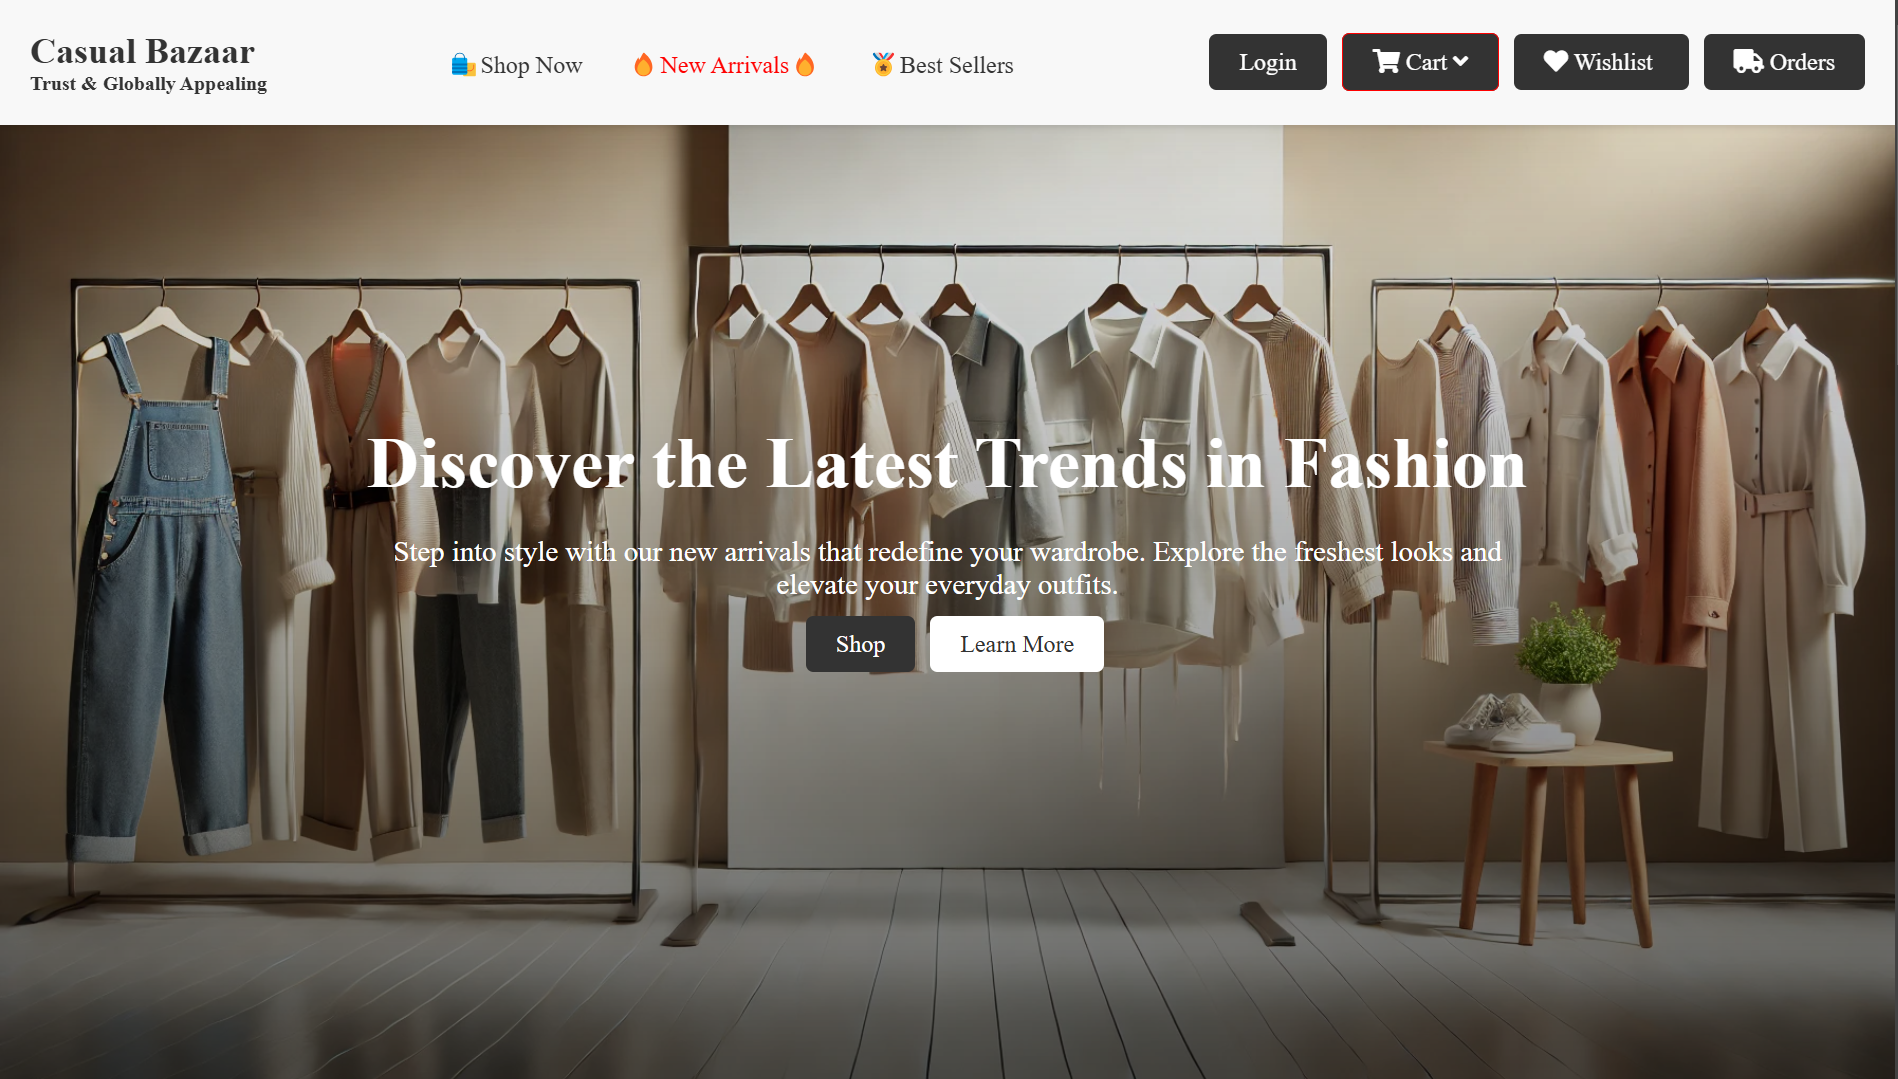 Casual Bazaar
Trust & Globally Appealing
Shop Now
New Arrivals
Best Sellers
Login
Cart
Wishlist
Orders
Discover the Latest Trends in Fashion
Step into style with our new arrivals that redefine your wardrobe. Explore the freshest looks and
elevate your everyday outfits.
Shop
Learn More